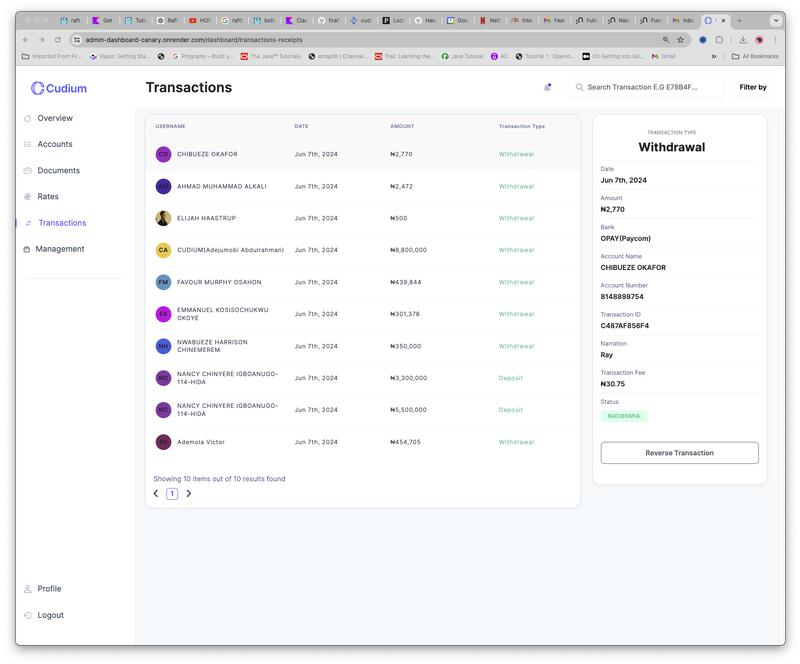 raft
Get
Tuto
Raft
HOV
raft
bolt
Clas
hra
cud
Loc
Han
Goo
Net
Inte
Fea
Full
Neo
Fun
Inbo
admin-dashboard-canary.onrender.com/dashboard/transactions-receipts
Imported From Fir...
Vapor: Getting Sta...
Programs – Build y...
The Java™ Tutorials
amqplib | Channel...
Trail: Learning the...
Java Tutorial
AC
Tutorial 1 : Openin...
On Getting into Go...
Gmail
»
All Bookmarks
Cudium
Transactions
Search Transaction E.G E78B4F...
Filter by
Overview
Accounts
Documents
Rates
Transactions
Management
Profile
Logout
USERNAME DATE AMOUNT Transaction Type
CO CHIBUEZE OKAFOR Jun 7th, 2024 ₦2,770 Withdrawal
AM AHMAD MUHAMMAD ALKALI Jun 7th, 2024 ₦2,472 Withdrawal
ELIJAH HAASTRUP Jun 7th, 2024 ₦500 Withdrawal
CA CUDIUM(Adejumobi Abdulrahman) Jun 7th, 2024 ₦8,800,000 Withdrawal
FM FAVOUR MURPHY OSAHON Jun 7th, 2024 ₦439,844 Withdrawal
EK EMMANUEL KOSISOCHUKWU
OKOYE Jun 7th, 2024 ₦301,378 Withdrawal
NH NWABUEZE HARRISON
CHINEMEREM Jun 7th, 2024 ₦350,000 Withdrawal
NC NANCY CHINYERE IGBOANUGO-
114-HIDA Jun 7th, 2024 ₦3,300,000 Deposit
NC NANCY CHINYERE IGBOANUGO-
114-HIDA Jun 7th, 2024 ₦5,500,000 Deposit
AV Ademola Victor Jun 7th, 2024 ₦454,705 Withdrawal
Showing 10 items out of 10 results found
1
TRANSACTION TYPE
Withdrawal
Date
Jun 7th, 2024
Amount
₦2,770
Bank
OPAY(Paycom)
Account Name
CHIBUEZE OKAFOR
Account Number
8148898754
Transaction ID
C487AF856F4
Narration
Ray
Transaction Fee
₦30.75
Status
SUCCESSFUL
Reverse Transaction